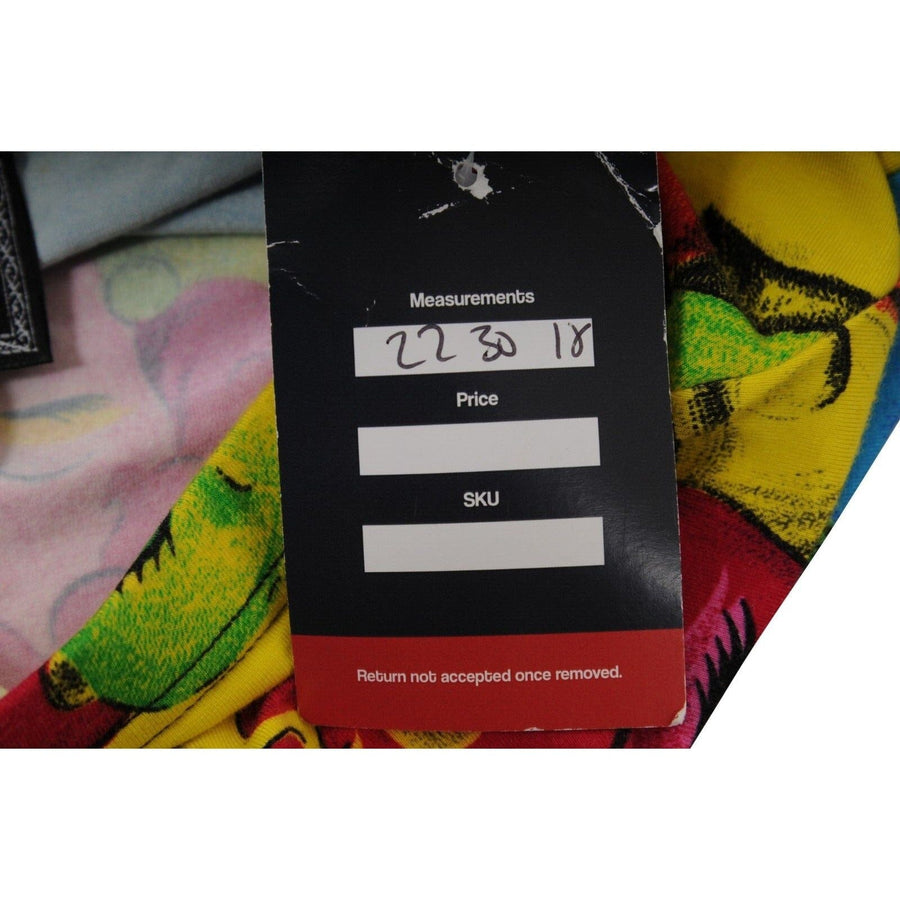 Measurements
22 30 18
Price
SKU
Return not accepted once removed.